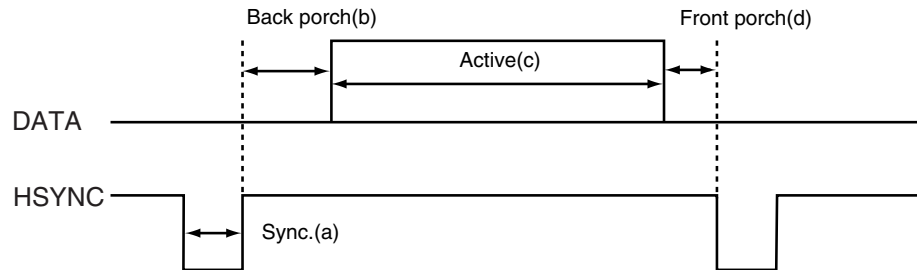 Back porch(b)
Front porch(d)
Active(c)
DATA
HSYNC
Sync.(a)